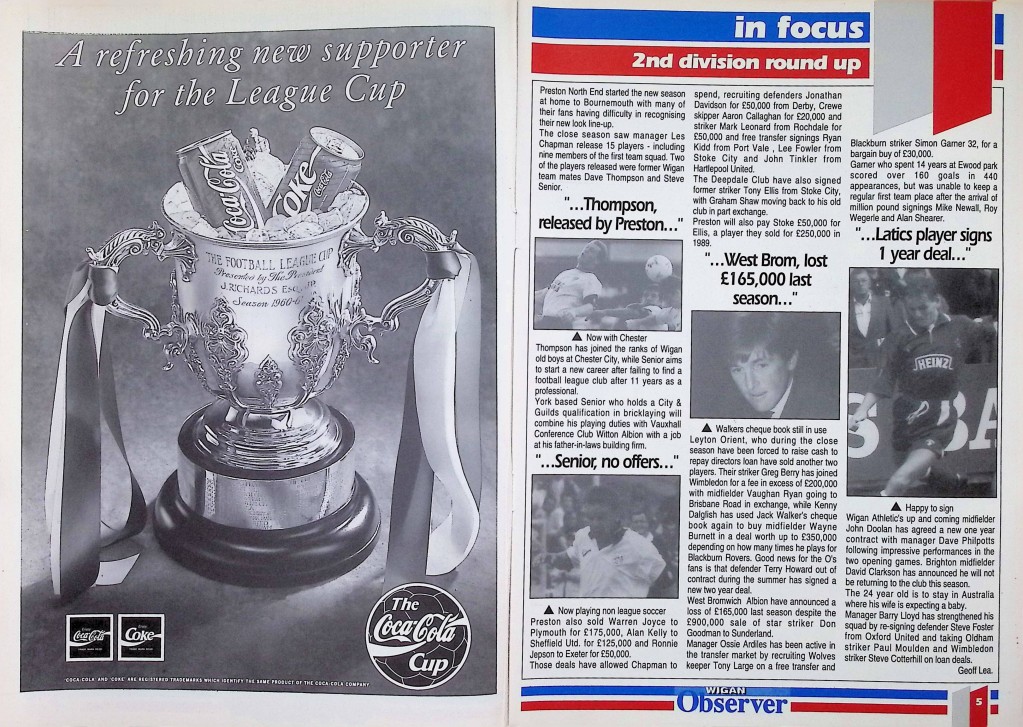 A refreshing new supporter
for the League Cup
Coca-Cola
Coke
Coca-Cola
THE FOOTBALL LEAGUE CUP
Presented by The President
J. RICHARDS ESQ.
Season 1960-6
Enjoy
Coca-Cola
TRADE MARK REGD
Enjoy
Coke
TRADE MARK REGD
The
Coca-Cola
Cup
'COCA-COLA' AND 'COKE' ARE REGISTERED TRADEMARKS WHICH IDENTIFY THE SAME PRODUCT OF THE COCA-COLA COMPANY
in focus
2nd division round up
Preston North End started the new season
at home to Bournemouth with many of
their fans having difficulty in recognising
their new look line-up.
The close season saw manager Les
Chapman release 15 players - including
nine members of the first team squad. Two
of the players released were former Wigan
team mates Dave Thompson and Steve
Senior.
"...Thompson,
released by Preston..."
▲ Now with Chester
Thompson has joined the ranks of Wigan
old boys at Chester City, while Senior aims
to start a new career after failing to find a
football league club after 11 years as a
professional.
York based Senior who holds a City &
Guilds qualification in bricklaying will
combine his playing duties with Vauxhall
Conference Club Witton Albion with a job
at his father-in-laws building firm.
"...Senior, no offers..."
▲ Now playing non league soccer
Preston also sold Warren Joyce to
Plymouth for £175,000, Alan Kelly to
Sheffield Utd. for £125,000 and Ronnie
Jepson to Exeter for £50,000.
Those deals have allowed Chapman to
spend, recruiting defenders Jonathan
Davidson for £50,000 from Derby, Crewe
skipper Aaron Callaghan for £20,000 and
striker Mark Leonard from Rochdale for
£50,000 and free transfer signings Ryan
Kidd from Port Vale , Lee Fowler from
Stoke City and John Tinkler from
Hartlepool United.
The Deepdale Club have also signed
former striker Tony Ellis from Stoke City,
with Graham Shaw moving back to his old
club in part exchange.
Preston will also pay Stoke £50,000 for
Ellis, a player they sold for £250,000 in
1989.
"...West Brom, lost
£165,000 last
season..."
▲ Walkers cheque book still in use
Leyton Orient, who during the close
season have been forced to raise cash to
repay directors loan have sold another two
players. Their striker Greg Berry has joined
Wimbledon for a fee in excess of £200,000
with midfielder Vaughan Ryan going to
Brisbane Road in exchange, while Kenny
Dalglish has used Jack Walker's cheque
book again to buy midfielder Wayne
Burnett in a deal worth up to £350,000
depending on how many times he plays for
Blackburn Rovers. Good news for the O's
fans is that defender Terry Howard out of
contract during the summer has signed a
new two year deal.
West Bromwich Albion have announced a
loss of £165,000 last season despite the
£900,000 sale of star striker Don
Goodman to Sunderland.
Manager Ossie Ardiles has been active in
the transfer market by recruiting Wolves
keeper Tony Large on a free transfer and
Blackburn striker Simon Garner 32, for a
bargain buy of £30,000.
Garner who spent 14 years at Ewood park
scored over 160 goals in 440
appearances, but was unable to keep a
regular first team place after the arrival of
million pound signings Mike Newall, Roy
Wegerle and Alan Shearer.
"...Latics player signs
1 year deal..."
HEINZ
▲ Happy to sign
Wigan Athletic's up and coming midfielder
John Doolan has agreed a new one year
contract with manager Dave Philpotts
following impressive performances in the
two opening games. Brighton midfielder
David Clarkson has announced he will not
be returning to the club this season.
The 24 year old is to stay in Australia
where his wife is expecting a baby.
Manager Barry Lloyd has strengthened his
squad by re-signing defender Steve Foster
from Oxford United and taking Oldham
striker Paul Moulden and Wimbledon
striker Steve Cotterhill on loan deals.
Geoff Lea.
WIGAN
Observer
5